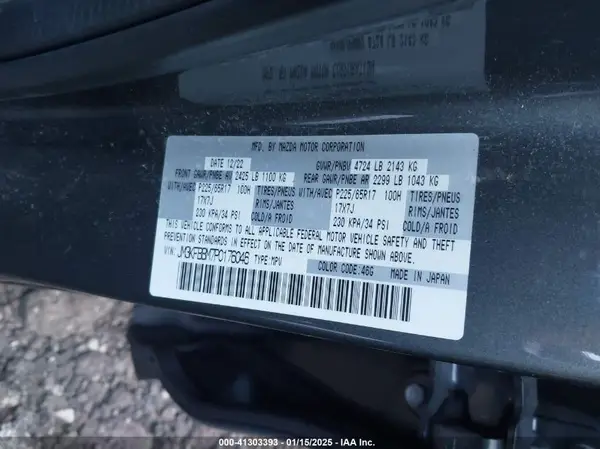 MFD. BY MAZDA MOTOR CORPORATION
DATE 12/22 GVWR/PNBV 4724 LB 2143 KG
FRONT GAWR/PNBE AV 2425 LB 1100 KG REAR GAWR/PNBE AR 2299 LB 1043 KG
WITH/AVEC P225/65R17 100H TIRES/PNEUS WITH/AVEC P225/65R17 100H TIRES/PNEUS
17X7J RIMS/JANTES 17X7J RIMS/JANTES
230 KPA/34 PSI COLD/A FROID 230 KPA/34 PSI COLD/A FROID
THIS VEHICLE CONFORMS TO ALL APPLICABLE FEDERAL MOTOR VEHICLE SAFETY AND THEFT
PREVENTION STANDARDS IN EFFECT ON THE DATE OF MANUFACTURE SHOWN ABOVE.
VIN: JM3KFBBM7P0176046 TYPE:MPV COLOR CODE:46G MADE IN JAPAN
000-41303393 - 01/15/2025 - IAA Inc.